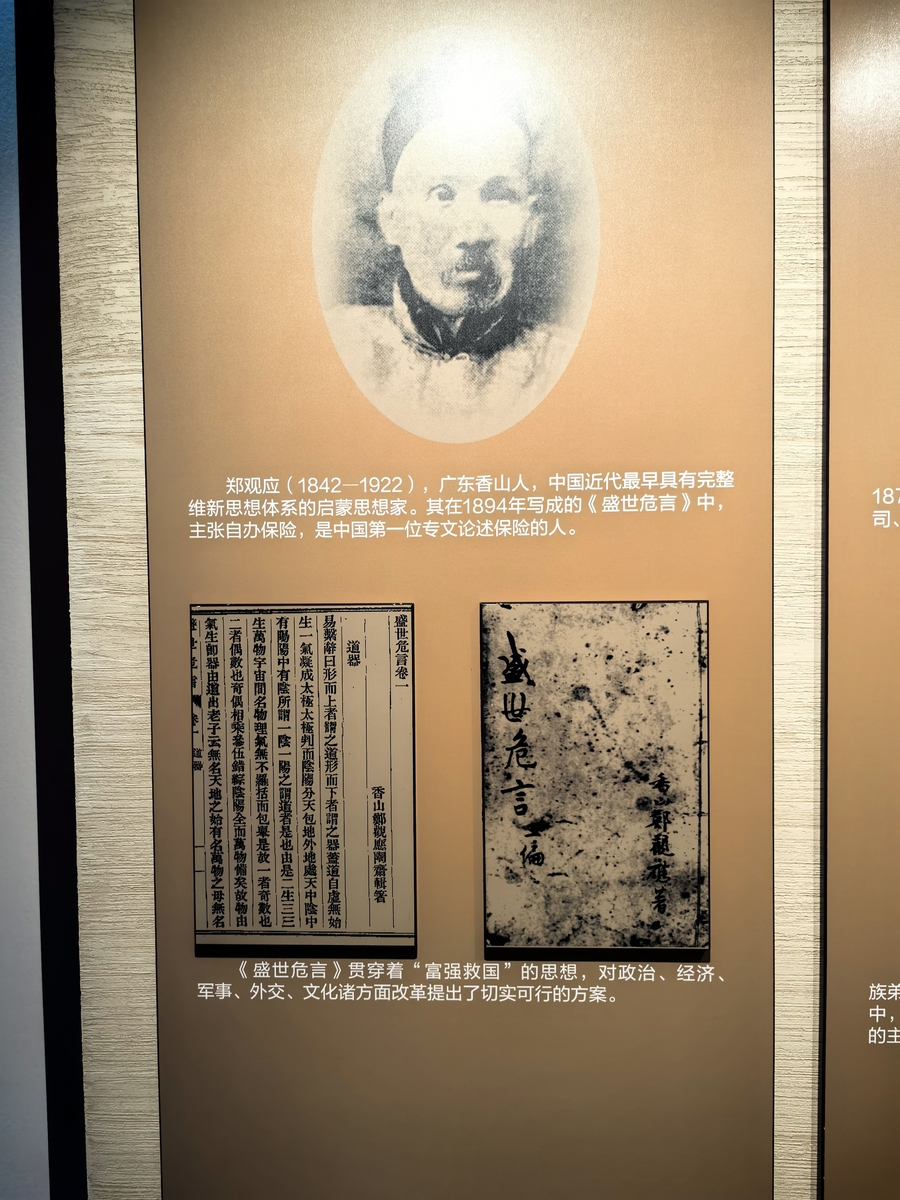 郑观应（1842—1922），广东香山人，中国近代最早具有完整
维新思想体系的启蒙思想家。其在1894年写成的《盛世危言》中，
主张自办保险，是中国第一位专文论述保险的人。
盛世危言卷一
香山鄭觀應陶齋輯著
道器
易繫辭曰形而上者謂之道形而下者謂之器蓋道自虛無始
生一氣凝成太極太極判而陰陽分天包地外地處天中陰中
有陽陽中有陰所謂一陰一陽之謂道者是也由是二生三三
生萬物宇宙間名物理氣無不羅括而包舉是故一者奇數也
二者偶數也奇偶相乘參伍錯綜陰陽全而萬物備矣故物由
氣生卽器由道出老子云無名天地之始有名萬物之母無名
盛世危言
卷一
道器
盛世危言
香山鄭觀應著
《盛世危言》贯穿着“富强救国”的思想，对政治、经济、
军事、外交、文化诸方面改革提出了切实可行的方案。
187
司、
族弟
中，
的主